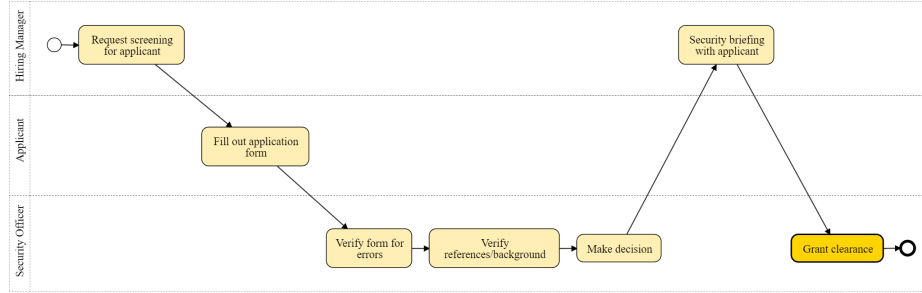 Hiring Manager
Request screening
for applicant
Security briefing
with applicant
Applicant
Fill out application
form
Security Officer
Verify form for
errors
Verify
references/background
Make decision
Grant clearance